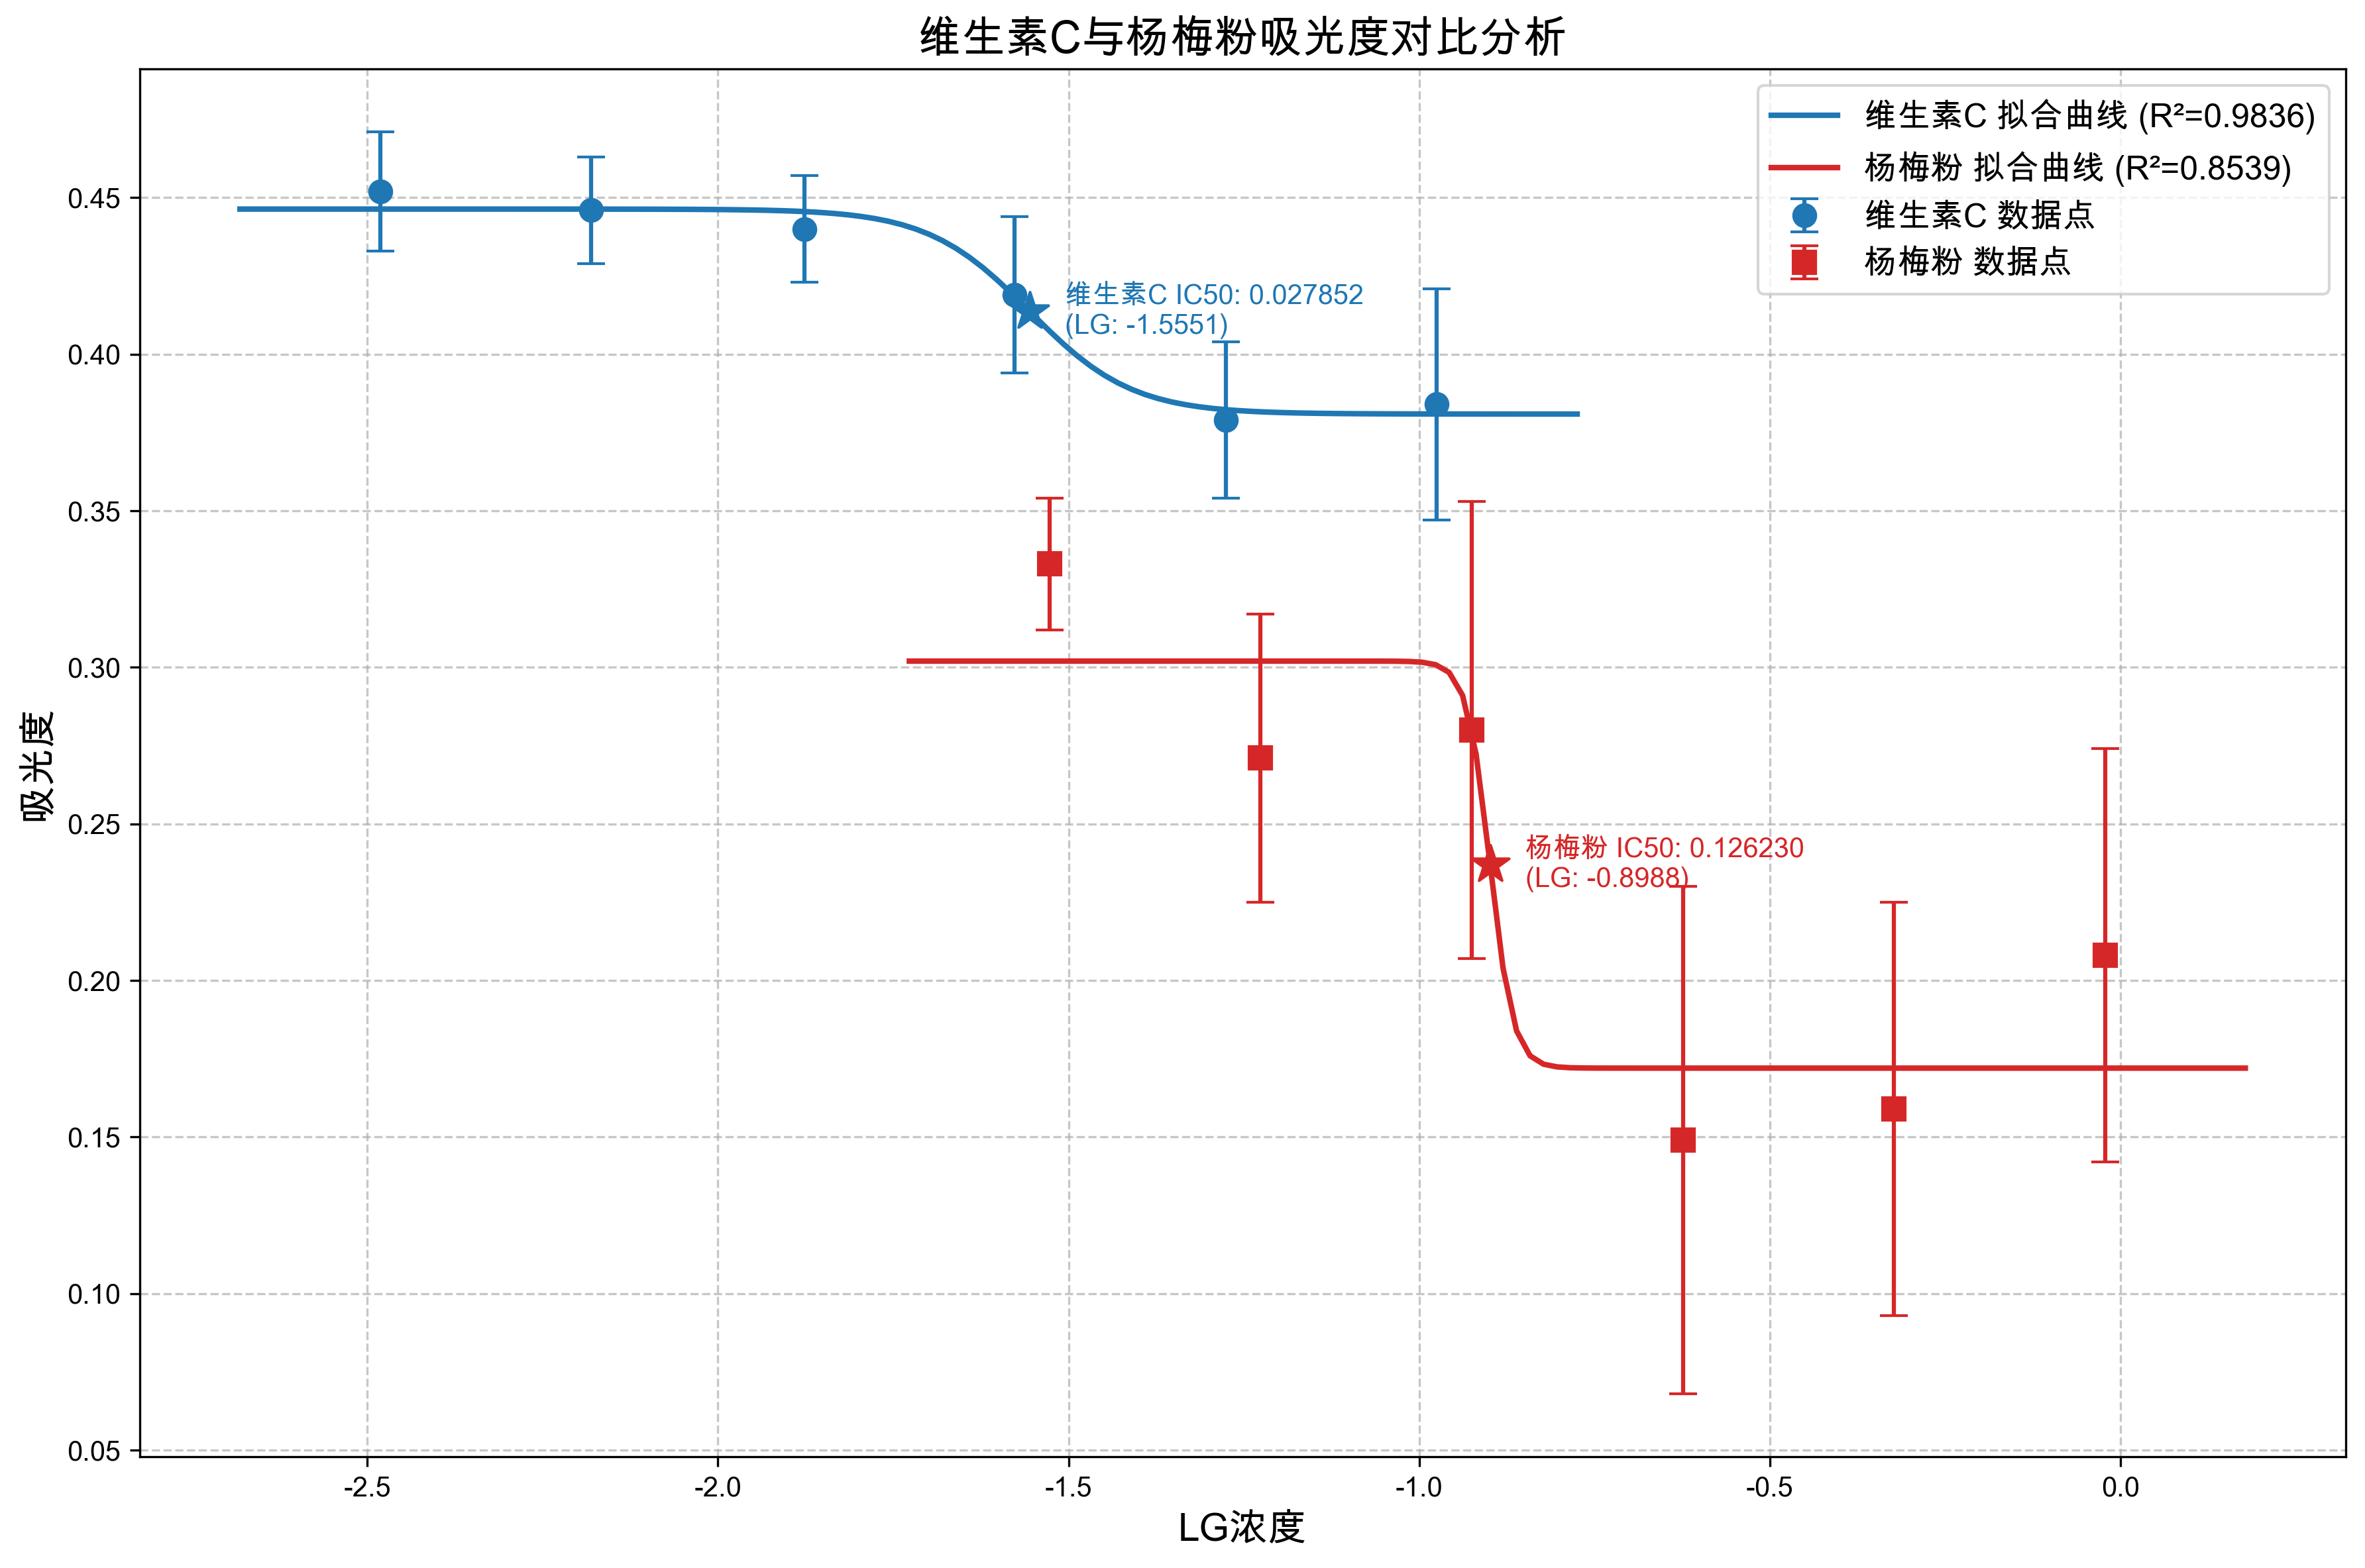 维生素C与杨梅粉吸光度对比分析
维生素C 拟合曲线 (R²=0.9836)
杨梅粉 拟合曲线 (R²=0.8539)
维生素C 数据点
杨梅粉 数据点
维生素C IC50: 0.027852
(LG: -1.5551)
杨梅粉 IC50: 0.126230
(LG: -0.8988)
吸光度
0.45
0.40
0.35
0.30
0.25
0.20
0.15
0.10
0.05
-2.5
-2.0
-1.5
-1.0
-0.5
0.0
LG浓度